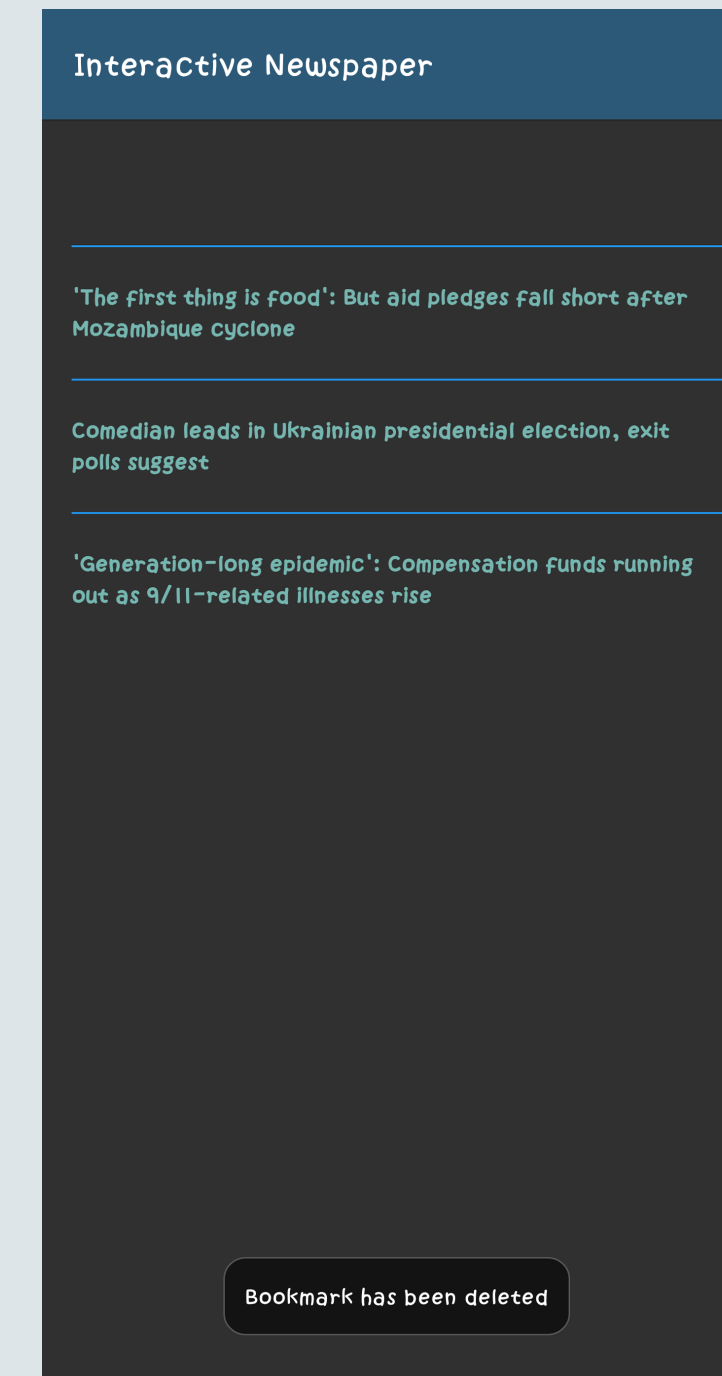 Interactive Newspaper
'The first thing is food': But aid pledges fall short after
Mozambique cyclone
Comedian leads in Ukrainian presidential election, exit
polls suggest
'Generation-long epidemic': Compensation funds running
out as 9/11-related illnesses rise
Bookmark has been deleted